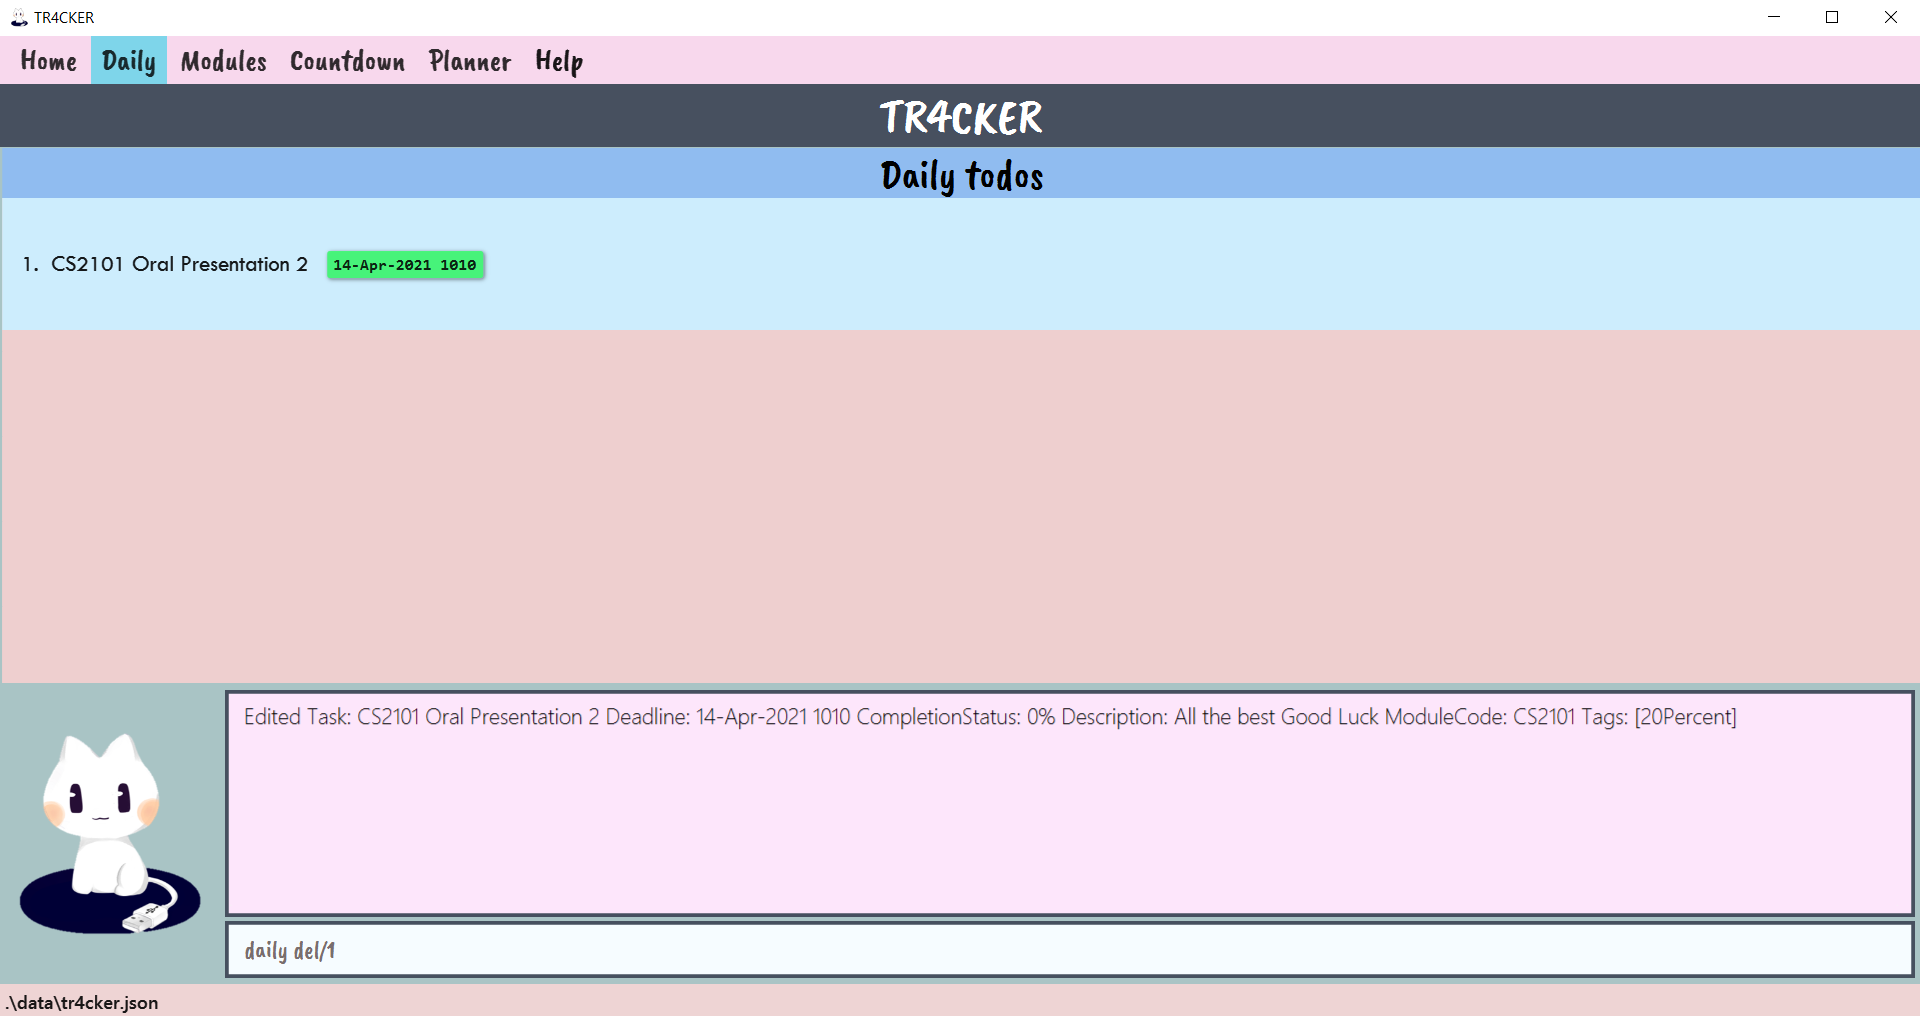 TR4CKER
Home Daily Modules Countdown Planner Help
TR4CKER
Daily todos
1. CS2101 Oral Presentation 2 14-Apr-2021 1010
Edited Task: CS2101 Oral Presentation 2 Deadline: 14-Apr-2021 1010 CompletionStatus: 0% Description: All the best Good Luck ModuleCode: CS2101 Tags: [20Percent]
daily del/1
.\data\tr4cker.json